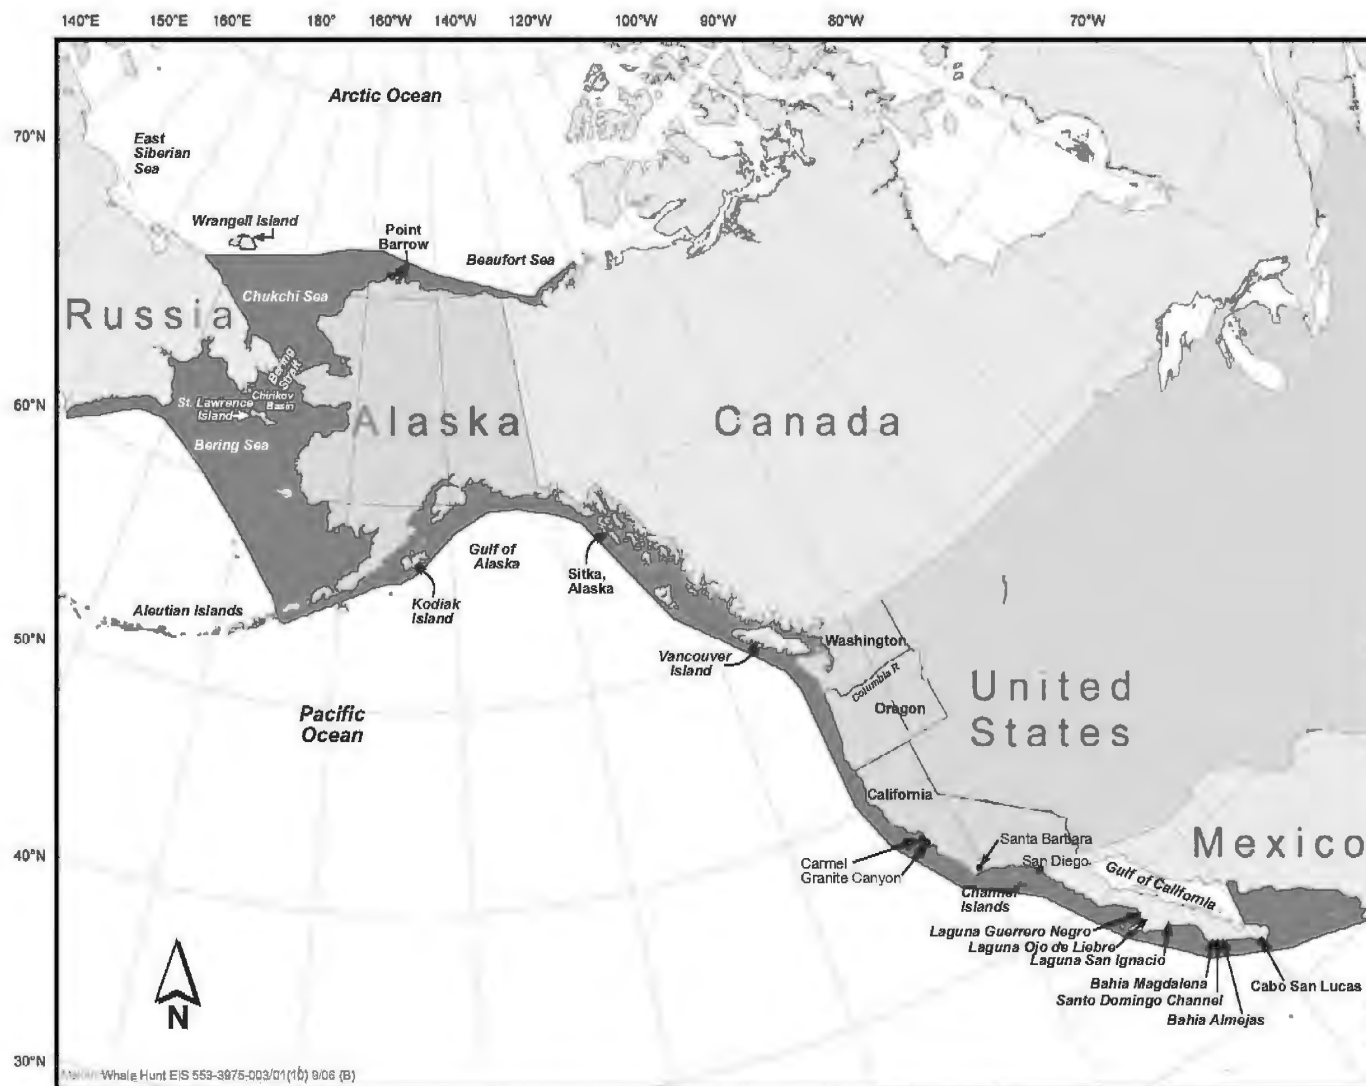 140°E 150°E 160°E 180° 160°W 140°W 120°W 100°W 90°W 80°W 70°W
Arctic Ocean
70°N
East
Siberian
Sea
Wrangell Island
Point
Barrow
Beaufort Sea
Chukchi Sea
Russia
Bering
Strait
Chirikov
Basin
St. Lawrence
Island
60°N
Alaska
Canada
Bering Sea
Gulf of
Alaska
Sitka,
Alaska
Kodiak
Island
Aleutian Islands
50°N
Washington
Vancouver
Island
Columbia R
Oregon
United
States
Pacific
Ocean
California
40°N
Santa Barbara
San Diego
Mexico
Carmel
Granite Canyon
Channel
Islands
Gulf of California
Laguna Guerrero Negro
Laguna Ojo de Liebre
Laguna San Ignacio
Bahia Magdalena
Santo Domingo Channel
Bahia Almejas
Cabo San Lucas
N
30°N
Whale Hunt EIS 553-3975-003/01(10) 9/06 (B)